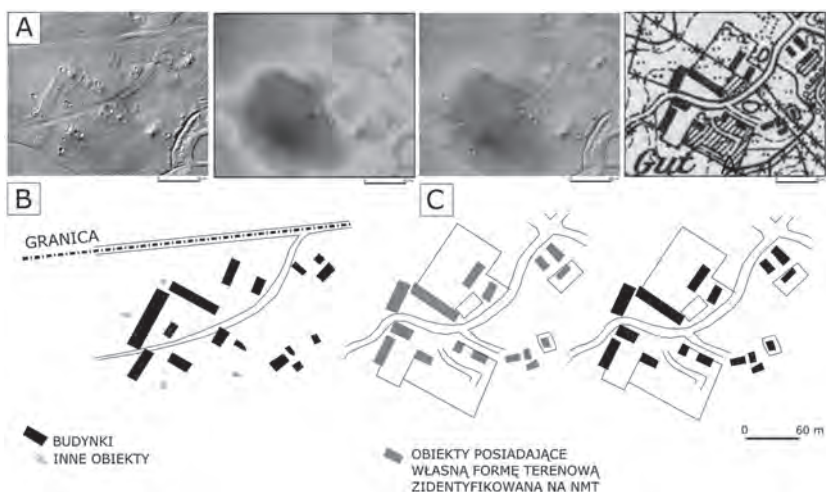 A
Gut
B
C
GRANICA
BUDYNKI
INNE OBIEKTY
OBIEKTY POSIADAJĄCE
WŁASNĄ FORMĘ TERENOWĄ
ZIDENTYFIKOWANA NA NMT
0 60 m